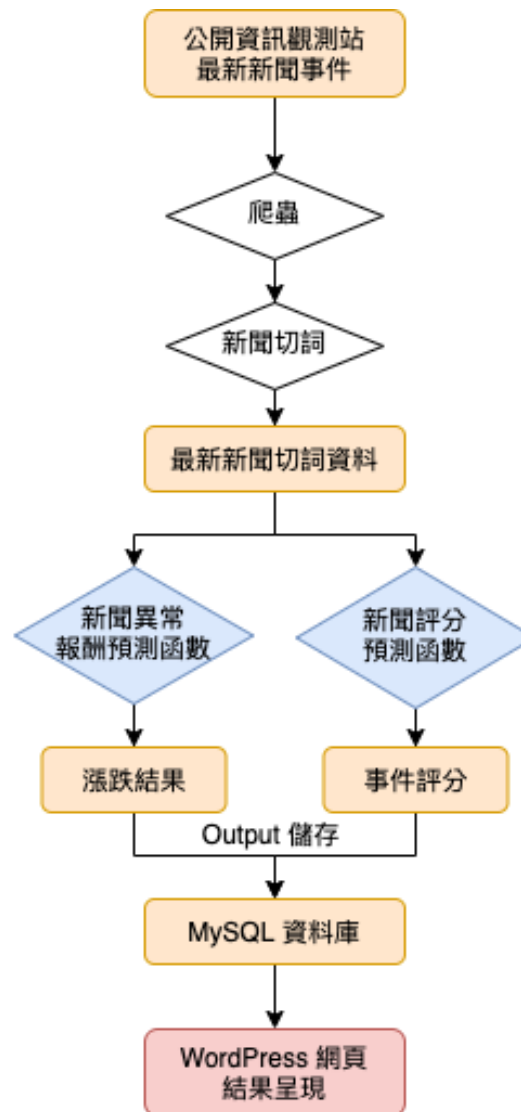 公開資訊觀測站
最新新聞事件
爬蟲
新聞切詞
最新新聞切詞資料
新聞異常
報酬預測函數
新聞評分
預測函數
漲跌結果
事件評分
Output 儲存
MySQL 資料庫
WordPress 網頁
結果呈現